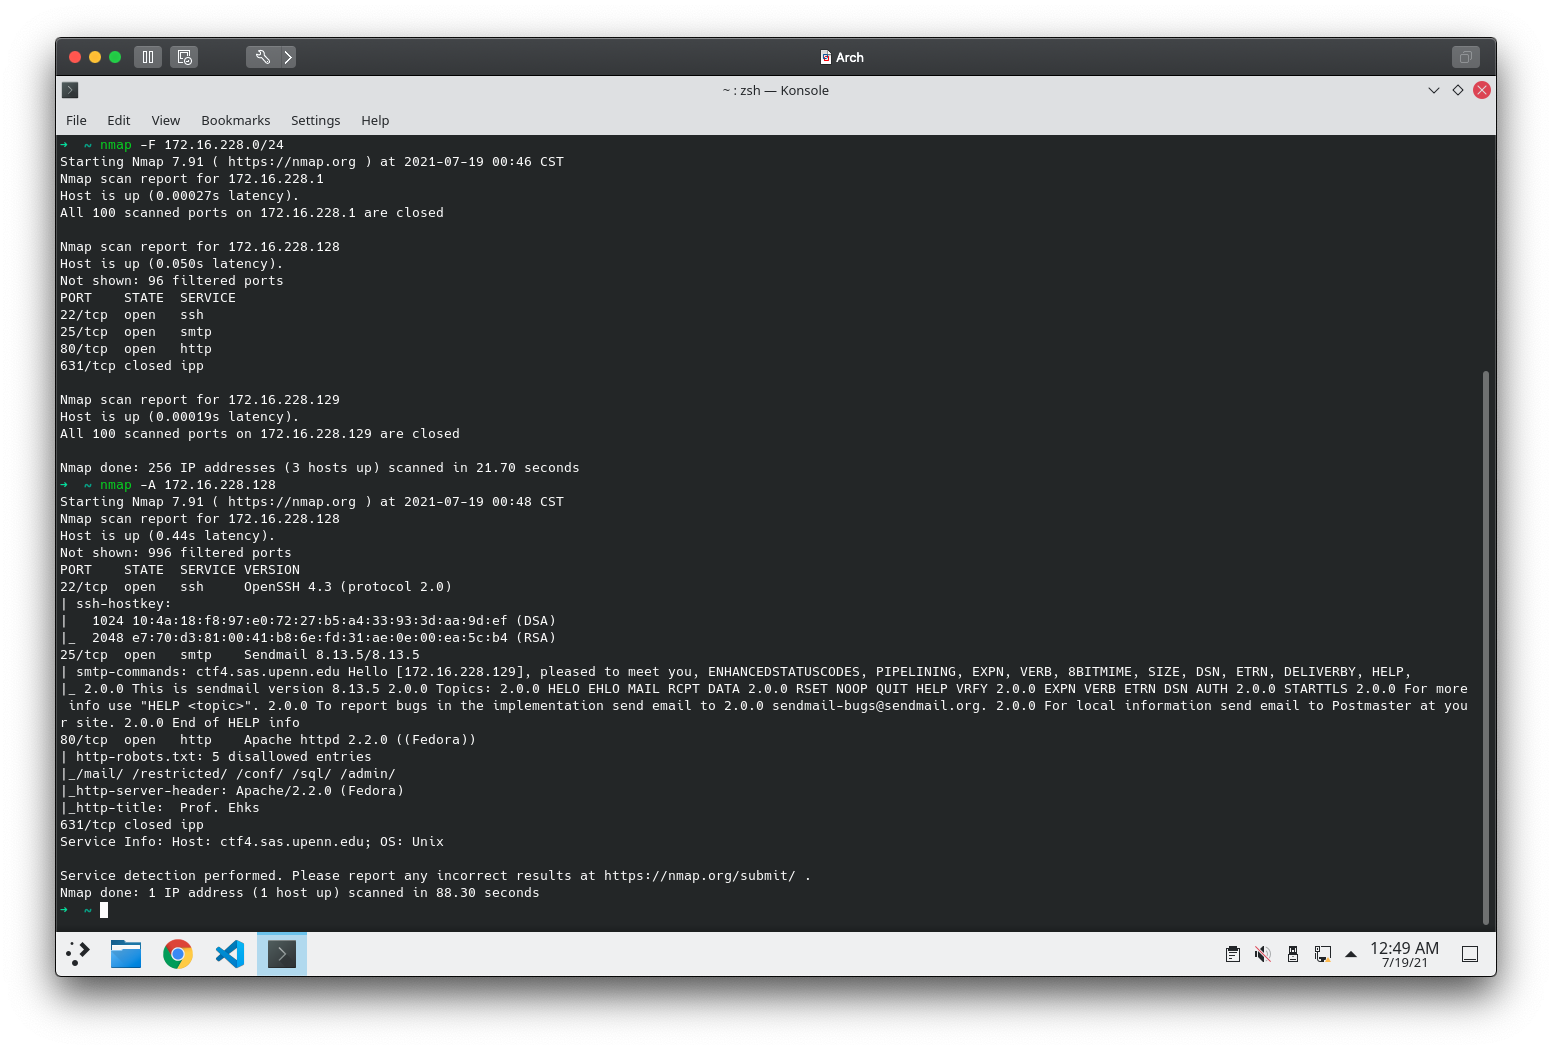 Arch
~ : zsh — Konsole
File Edit View Bookmarks Settings Help
➜ ~ nmap -F 172.16.228.0/24
Starting Nmap 7.91 ( https://nmap.org ) at 2021-07-19 00:46 CST
Nmap scan report for 172.16.228.1
Host is up (0.00027s latency).
All 100 scanned ports on 172.16.228.1 are closed
Nmap scan report for 172.16.228.128
Host is up (0.050s latency).
Not shown: 96 filtered ports
PORT    STATE  SERVICE
22/tcp  open   ssh
25/tcp  open   smtp
80/tcp  open   http
631/tcp closed ipp
Nmap scan report for 172.16.228.129
Host is up (0.00019s latency).
All 100 scanned ports on 172.16.228.129 are closed
Nmap done: 256 IP addresses (3 hosts up) scanned in 21.70 seconds
➜ ~ nmap -A 172.16.228.128
Starting Nmap 7.91 ( https://nmap.org ) at 2021-07-19 00:48 CST
Nmap scan report for 172.16.228.128
Host is up (0.44s latency).
Not shown: 996 filtered ports
PORT    STATE  SERVICE VERSION
22/tcp  open   ssh     OpenSSH 4.3 (protocol 2.0)
| ssh-hostkey:
|   1024 10:4a:18:f8:97:e0:72:27:b5:a4:33:93:3d:aa:9d:ef (DSA)
|_  2048 e7:70:d3:81:00:41:b8:6e:fd:31:ae:0e:00:ea:5c:b4 (RSA)
25/tcp  open   smtp    Sendmail 8.13.5/8.13.5
| smtp-commands: ctf4.sas.upenn.edu Hello [172.16.228.129], pleased to meet you, ENHANCEDSTATUSCODES, PIPELINING, EXPN, VERB, 8BITMIME, SIZE, DSN, ETRN, DELIVERBY, HELP,
|_ 2.0.0 This is sendmail version 8.13.5 2.0.0 Topics: 2.0.0 HELO EHLO MAIL RCPT DATA 2.0.0 RSET NOOP QUIT HELP VRFY 2.0.0 EXPN VERB ETRN DSN AUTH 2.0.0 STARTTLS 2.0.0 For more
 info use "HELP <topic>". 2.0.0 To report bugs in the implementation send email to 2.0.0 sendmail-bugs@sendmail.org. 2.0.0 For local information send email to Postmaster at you
r site. 2.0.0 End of HELP info
80/tcp  open   http    Apache httpd 2.2.0 ((Fedora))
| http-robots.txt: 5 disallowed entries
|_/mail/ /restricted/ /conf/ /sql/ /admin/
|_http-server-header: Apache/2.2.0 (Fedora)
|_http-title:  Prof. Ehks
631/tcp closed ipp
Service Info: Host: ctf4.sas.upenn.edu; OS: Unix
Service detection performed. Please report any incorrect results at https://nmap.org/submit/ .
Nmap done: 1 IP address (1 host up) scanned in 88.30 seconds
➜ ~
12:49 AM
7/19/21